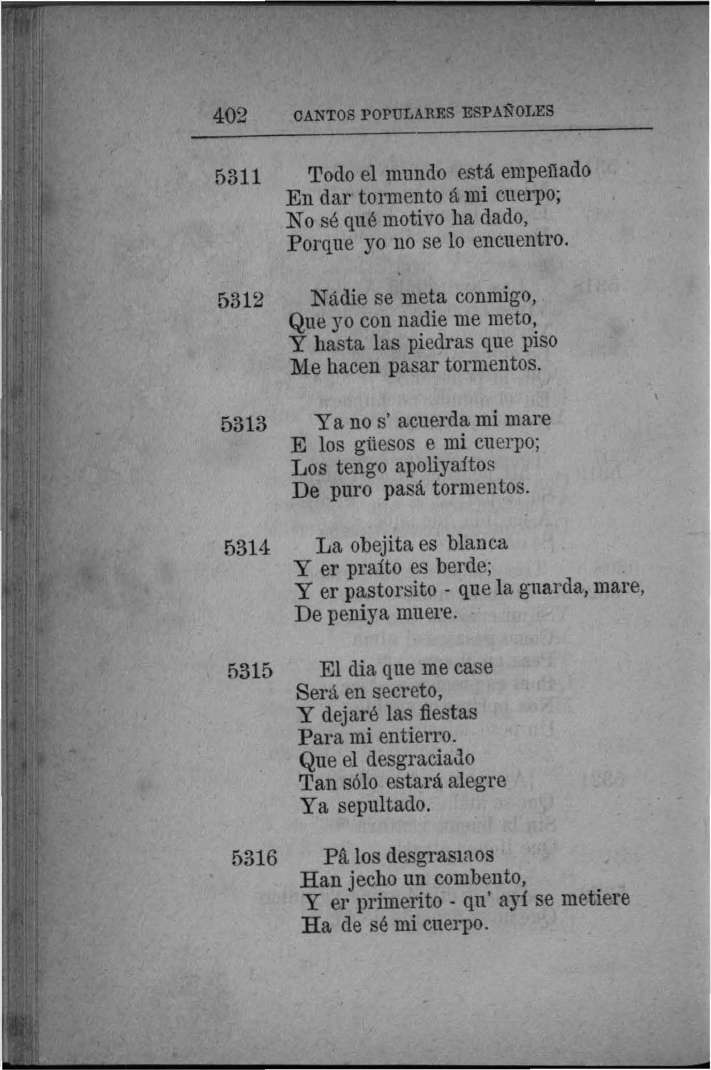 402 CANTOS POPULARES ESPAÑOLES
5311 Todo el mundo está empeñado
En dar tormento á mi cuerpo;
No sé qué motivo ha dado,
Porque yo no se lo encuentro.
5312 Nádie se meta conmigo,
Que yo con nadie me meto,
Y hasta las piedras que piso
Me hacen pasar tormentos.
5313 Ya no s' acuerda mi mare
E los güesos e mi cuerpo;
Los tengo apoliyaítos
De puro pasá tormentos.
5314 La obejita es blanca
Y er praíto es berde;
Y er pastorsito - que la guarda, mare,
De peniya muere.
5315 El dia que me case
Será en secreto,
Y dejaré las fiestas
Para mi entierro.
Que el desgraciado
Tan sólo estará alegre
Ya sepultado.
5316 Pâ los desgrasiaos
Han jecho un combento,
Y er primerito - qu' ayí se metiere
Ha de sé mi cuerpo.